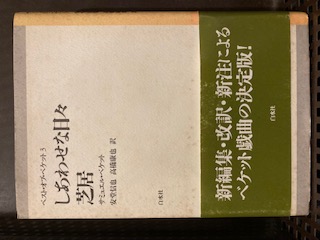 ベスト・オブ・ベケット3
しあわせな日々
芝居
サミュエル・ベケット
安堂信也 高橋康也 訳
白水社
新編集・改訳・新注による
ベケット戯曲の決定版!
白水社